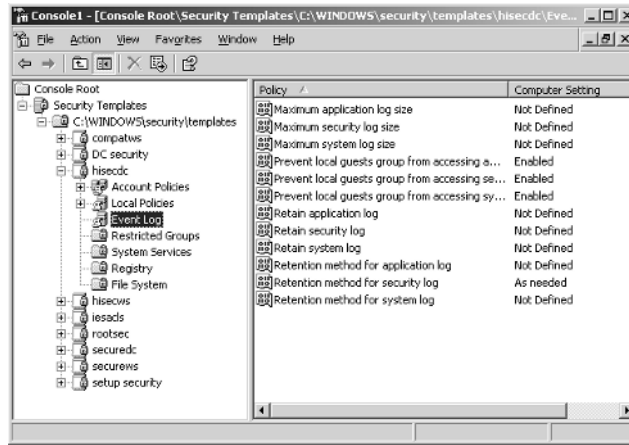 Console1 - [Console Root\Security Templates\C:\WINDOWS\security\templates\hisecdc\Eve...
File Action View Favorites Window Help
Console Root
Security Templates
C:\WINDOWS\security\templates
compatws
DC security
hisecdc
Account Policies
Local Policies
Event Log
Restricted Groups
System Services
Registry
File System
hisecws
iesacls
rootsec
securedc
securews
setup security
Policy Computer Setting
Maximum application log size Not Defined
Maximum security log size Not Defined
Maximum system log size Not Defined
Prevent local guests group from accessing a... Enabled
Prevent local guests group from accessing se... Enabled
Prevent local guests group from accessing sy... Enabled
Retain application log Not Defined
Retain security log Not Defined
Retain system log Not Defined
Retention method for application log Not Defined
Retention method for security log As needed
Retention method for system log Not Defined